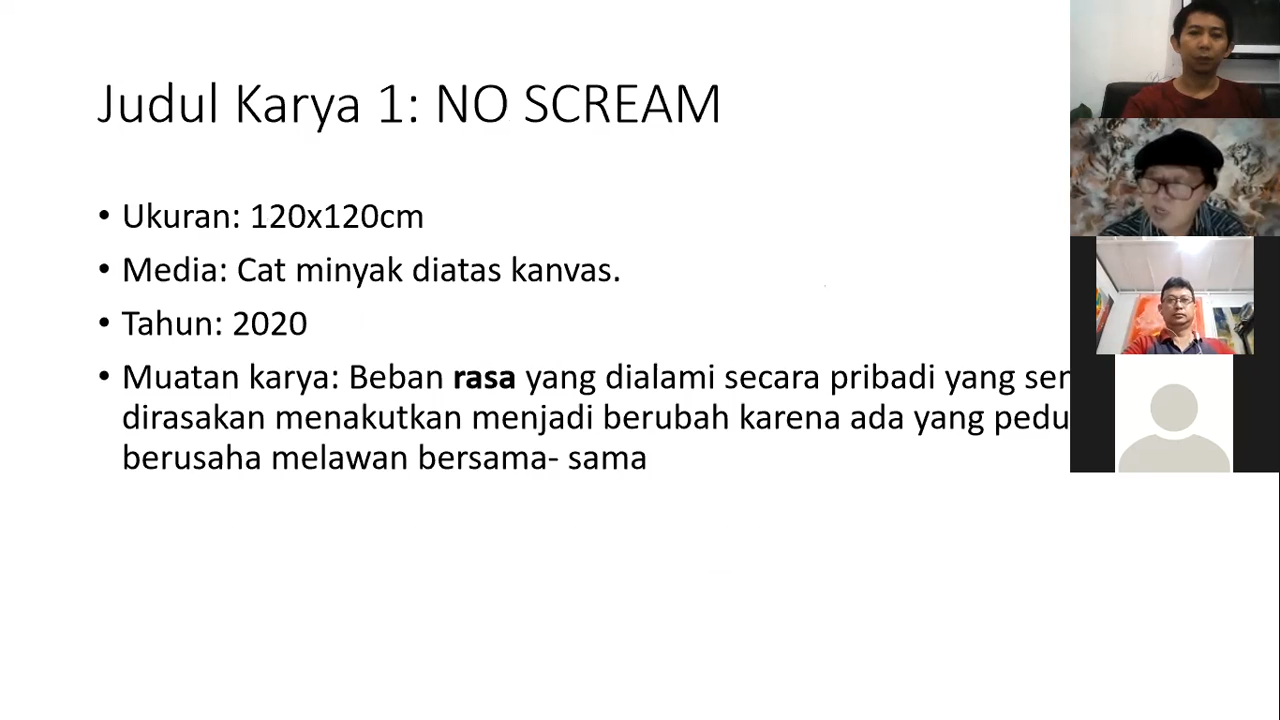 Judul Karya 1: NO SCREAM
• Ukuran: 120x120cm
• Media: Cat minyak diatas kanvas.
• Tahun: 2020
• Muatan karya: Beban rasa yang dialami secara pribadi yang
dirasakan menakutkan menjadi berubah karena ada yang
berusaha melawan bersama- sama